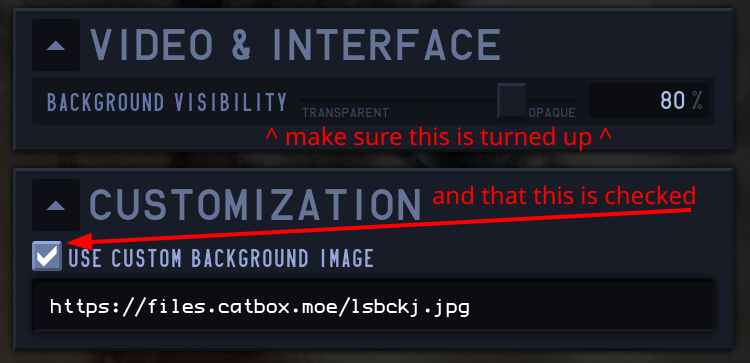 VIDEO & INTERFACE
BACKGROUND VISIBILITY
TRANSPARENT
OPAQUE
80 %
^ make sure this is turned up ^
CUSTOMIZATION
and that this is checked
USE CUSTOM BACKGROUND IMAGE
https://files.catbox.moe/lsbckj.jpg